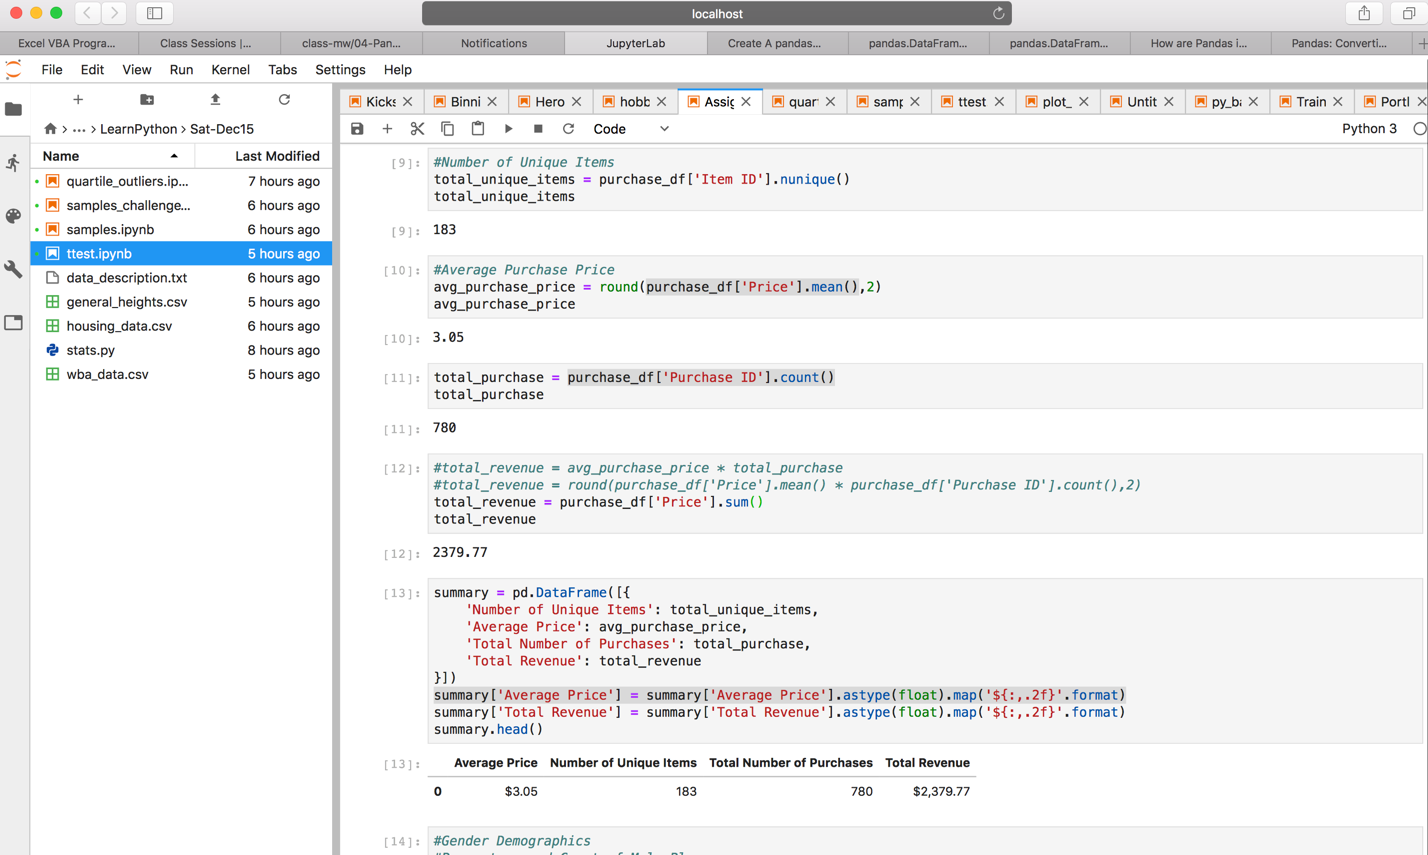 localhost
Excel VBA Progra...
Class Sessions |...
class-mw/04-Pan...
Notifications
JupyterLab
Create A pandas...
pandas.DataFram...
pandas.DataFram...
How are Pandas i...
Pandas: Converti...
File Edit View Run Kernel Tabs Settings Help
Kicks
Binni
Hero
hobb
Assig
quar
samp
ttest
plot_
Untit
py_ba
Train
Portl
... LearnPython Sat-Dec15
Code
Python 3
Name Last Modified
quartile_outliers.ip... 7 hours ago
samples_challenge... 6 hours ago
samples.ipynb 6 hours ago
ttest.ipynb 5 hours ago
data_description.txt 6 hours ago
general_heights.csv 5 hours ago
housing_data.csv 6 hours ago
stats.py 8 hours ago
wba_data.csv 5 hours ago
[9]: #Number of Unique Items
total_unique_items = purchase_df['Item ID'].nunique()
total_unique_items
[9]: 183
[10]: #Average Purchase Price
avg_purchase_price = round(purchase_df['Price'].mean(),2)
avg_purchase_price
[10]: 3.05
[11]: total_purchase = purchase_df['Purchase ID'].count()
total_purchase
[11]: 780
[12]: #total_revenue = avg_purchase_price * total_purchase
#total_revenue = round(purchase_df['Price'].mean() * purchase_df['Purchase ID'].count(),2)
total_revenue = purchase_df['Price'].sum()
total_revenue
[12]: 2379.77
[13]: summary = pd.DataFrame([{
'Number of Unique Items': total_unique_items,
'Average Price': avg_purchase_price,
'Total Number of Purchases': total_purchase,
'Total Revenue': total_revenue
}])
summary['Average Price'] = summary['Average Price'].astype(float).map('${:,.2f}'.format)
summary['Total Revenue'] = summary['Total Revenue'].astype(float).map('${:,.2f}'.format)
summary.head()
[13]: Average Price Number of Unique Items Total Number of Purchases Total Revenue
0 $3.05 183 780 $2,379.77
[14]: #Gender Demographics